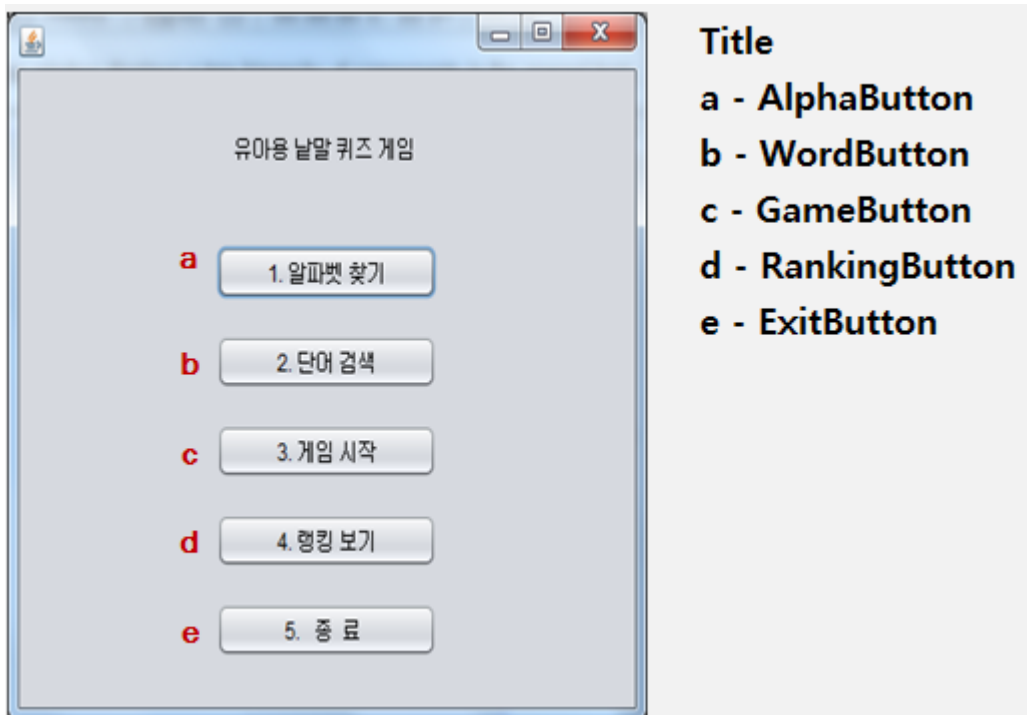 유아용 낱말 퀴즈 게임
a 1. 알파벳 찾기
b 2. 단어 검색
c 3. 게임 시작
d 4. 랭킹 보기
e 5. 종 료
Title
a - AlphaButton
b - WordButton
c - GameButton
d - RankingButton
e - ExitButton